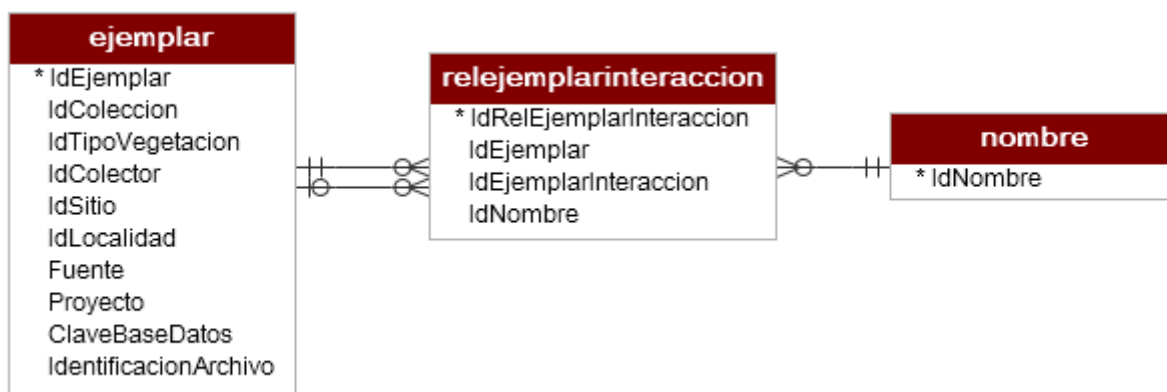 ejemplar
* IdEjemplar
IdColeccion
IdTipoVegetacion
IdColector
IdSitio
IdLocalidad
Fuente
Proyecto
ClaveBaseDatos
IdentificacionArchivo
relejemplarinteraccion
* IdRelEjemplarInteraccion
IdEjemplar
IdEjemplarInteraccion
IdNombre
nombre
* IdNombre